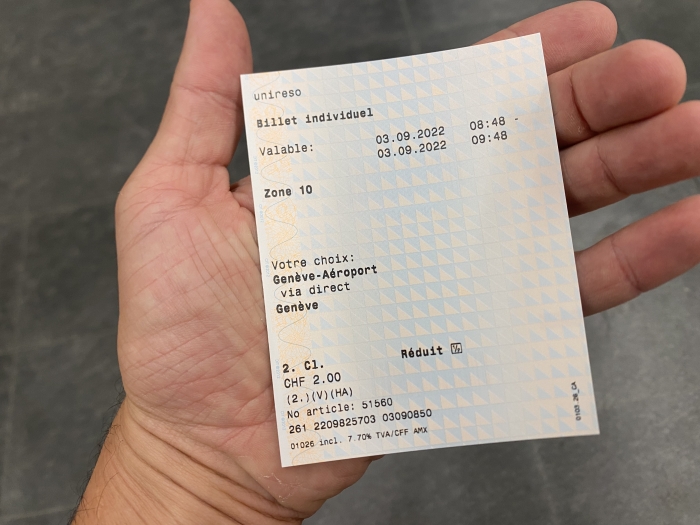 unireso
Billet individuel
Valable: 03.09.2022 08:48 -
03.09.2022 09:48
Zone 10
Votre choix:
Genève-Aéroport
via direct
Genève
2. Cl. Réduit ½
CHF 2.00
(2.)(V)(HA)
No article: 51560
261 2209825703 03090850
01026 incl. 7.70% TVA/CFF AMX